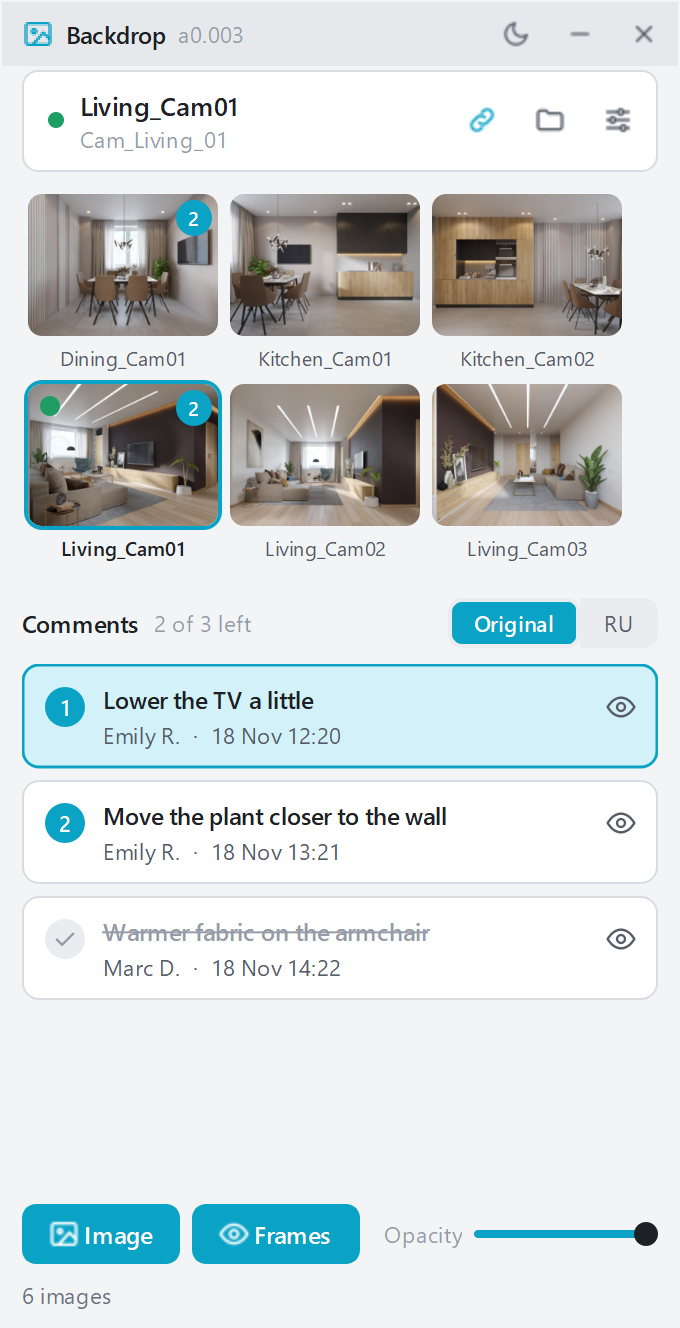 Backdrop a0.003
Living_Cam01
Cam_Living_01
2
Dining_Cam01 Kitchen_Cam01 Kitchen_Cam02
2
Living_Cam01 Living_Cam02 Living_Cam03
Comments 2 of 3 left Original RU
1 Lower the TV a little
Emily R. · 18 Nov 12:20
2 Move the plant closer to the wall
Emily R. · 18 Nov 13:21
Warmer fabric on the armchair
Marc D. · 18 Nov 14:22
Image Frames Opacity
6 images